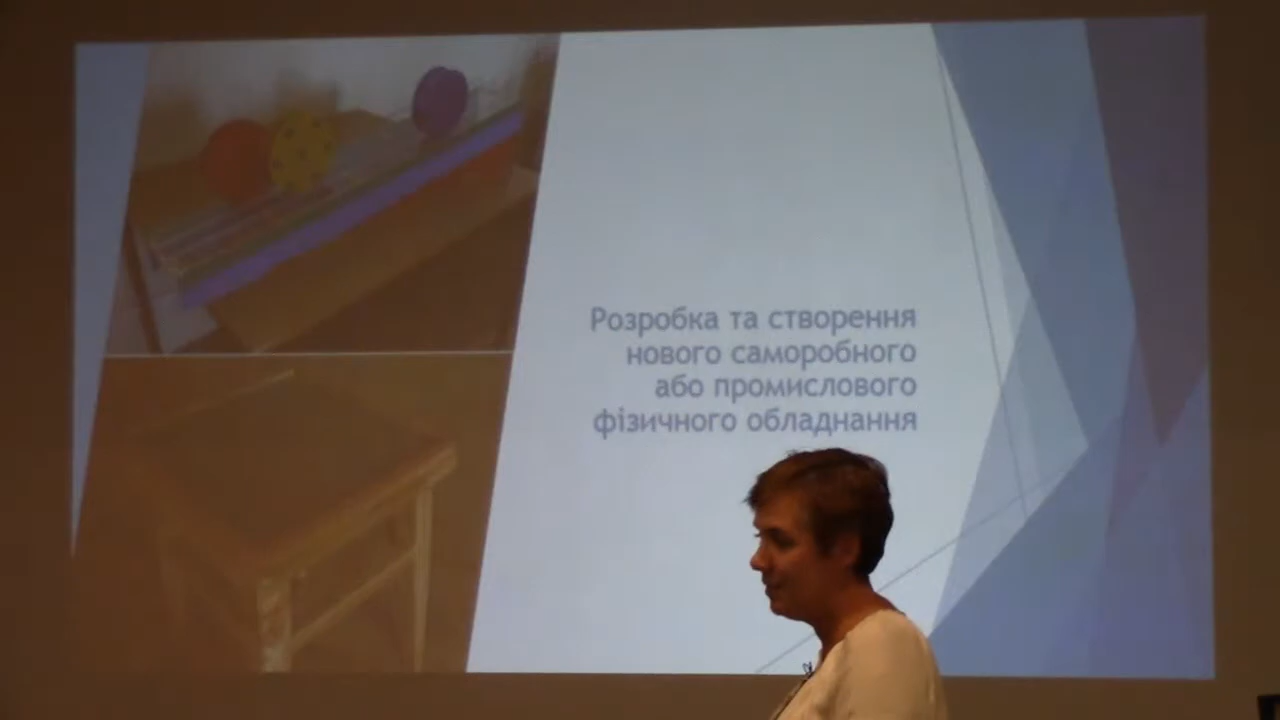 Розробка та створення
нового саморобного
або промислового
фізичного обладнання